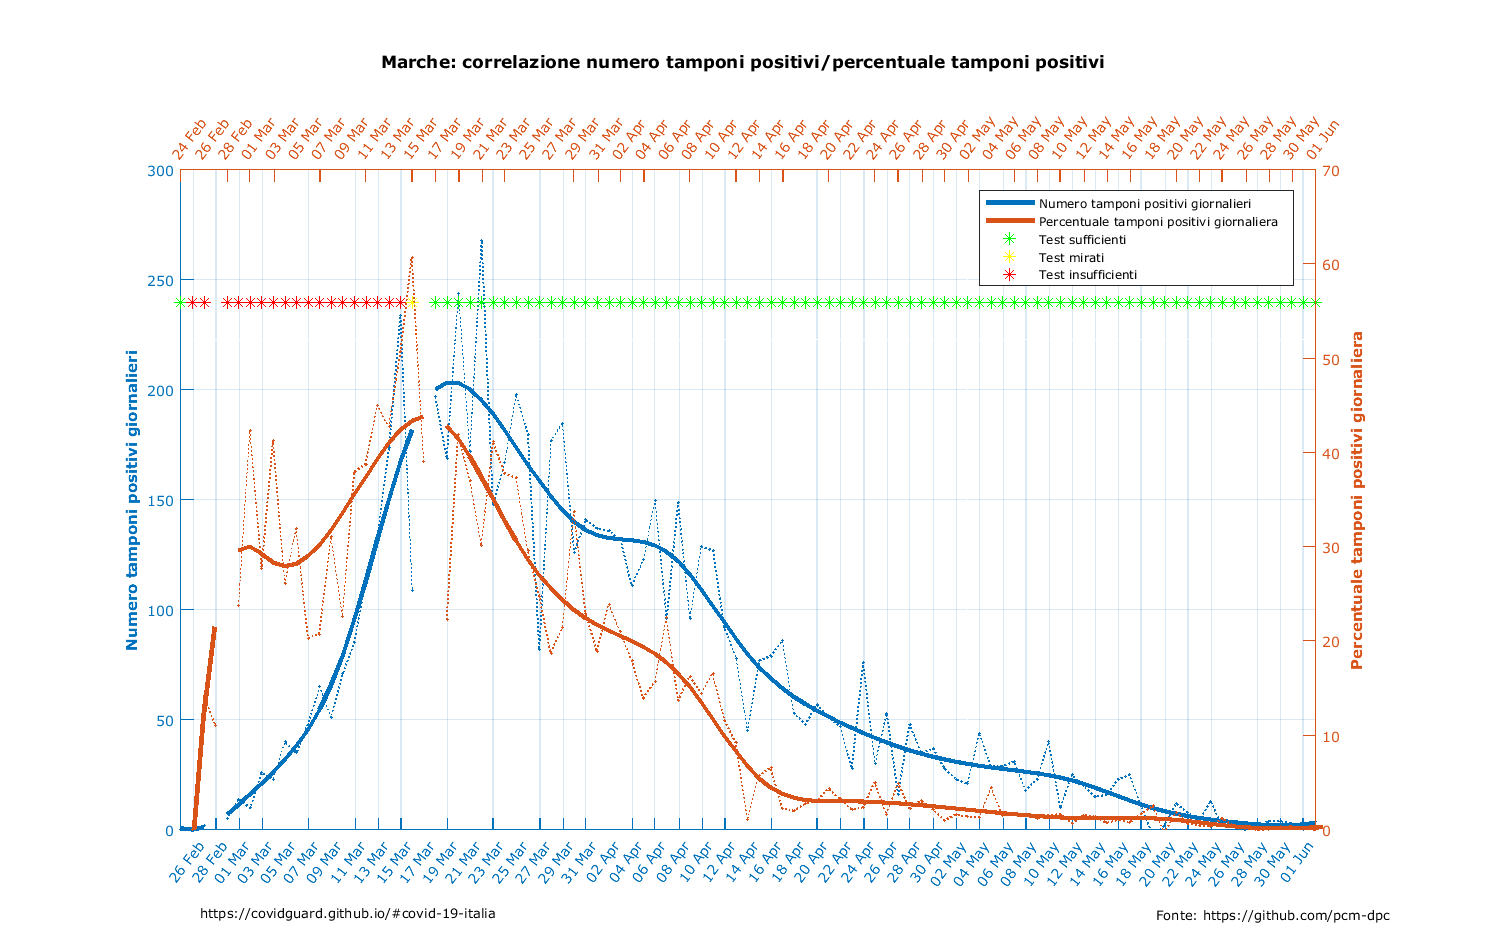 Marche: correlazione numero tamponi positivi/percentuale tamponi positivi
24 Feb 26 Feb 28 Feb 01 Mar 03 Mar 05 Mar 07 Mar 09 Mar 11 Mar 13 Mar 15 Mar 17 Mar 19 Mar 21 Mar 23 Mar 25 Mar 27 Mar 29 Mar 31 Mar 02 Apr 04 Apr 06 Apr 08 Apr 10 Apr 12 Apr 14 Apr 16 Apr 18 Apr 20 Apr 22 Apr 24 Apr 26 Apr 28 Apr 30 Apr 02 May 04 May 06 May 08 May 10 May 12 May 14 May 16 May 18 May 20 May 22 May 24 May 26 May 28 May 30 May 01 Jun
300
250
200
150
100
50
0
Numero tamponi positivi giornalieri
Numero tamponi positivi giornalieri
Percentuale tamponi positivi giornaliera
Test sufficienti
Test mirati
Test insufficienti
70
60
50
40
30
20
10
0
Percentuale tamponi positivi giornaliera
26 Feb 28 Feb 01 Mar 03 Mar 05 Mar 07 Mar 09 Mar 11 Mar 13 Mar 15 Mar 17 Mar 19 Mar 21 Mar 23 Mar 25 Mar 27 Mar 29 Mar 31 Mar 02 Apr 04 Apr 06 Apr 08 Apr 10 Apr 12 Apr 14 Apr 16 Apr 18 Apr 20 Apr 22 Apr 24 Apr 26 Apr 28 Apr 30 Apr 02 May 04 May 06 May 08 May 10 May 12 May 14 May 16 May 18 May 20 May 22 May 24 May 26 May 28 May 30 May 01 Jun
https://covidguard.github.io/#covid-19-italia
Fonte: https://github.com/pcm-dpc